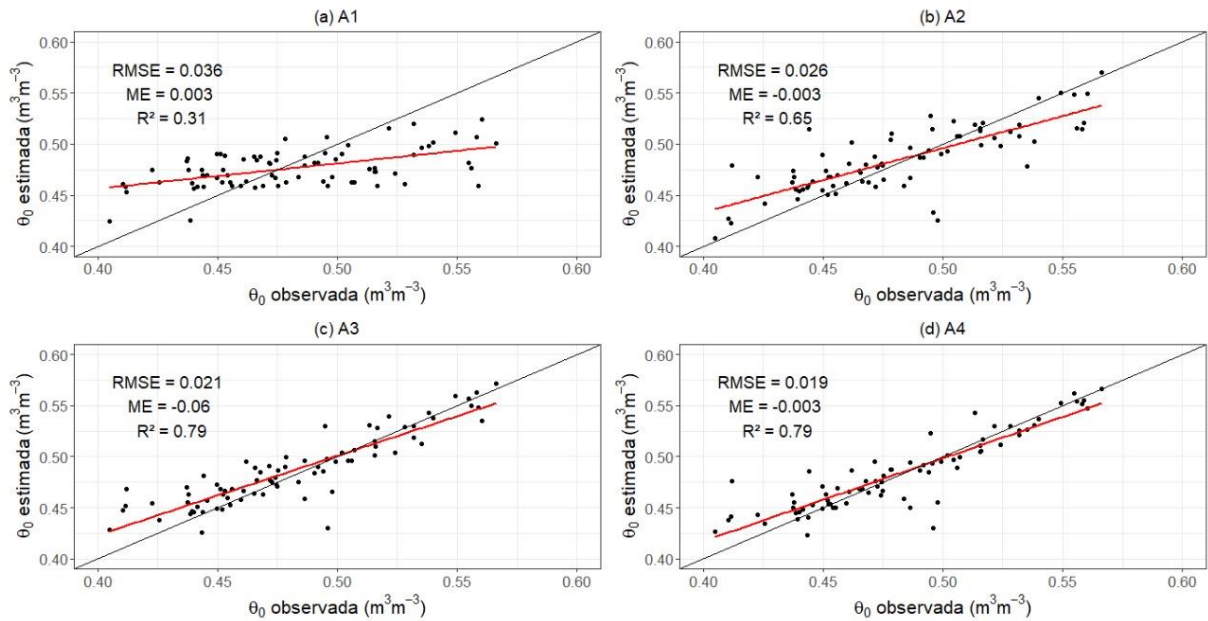 (a) A1
RMSE = 0.036
ME = 0.003
R² = 0.31
θ₀ estimada (m³m⁻³)
0.60
0.55
0.50
0.45
0.40
0.40 0.45 0.50 0.55 0.60
θ₀ observada (m³m⁻³)
(b) A2
RMSE = 0.026
ME = -0.003
R² = 0.65
θ₀ estimada (m³m⁻³)
0.60
0.55
0.50
0.45
0.40
0.40 0.45 0.50 0.55 0.60
θ₀ observada (m³m⁻³)
(c) A3
RMSE = 0.021
ME = -0.06
R² = 0.79
θ₀ estimada (m³m⁻³)
0.60
0.55
0.50
0.45
0.40
0.40 0.45 0.50 0.55 0.60
θ₀ observada (m³m⁻³)
(d) A4
RMSE = 0.019
ME = -0.003
R² = 0.79
θ₀ estimada (m³m⁻³)
0.60
0.55
0.50
0.45
0.40
0.40 0.45 0.50 0.55 0.60
θ₀ observada (m³m⁻³)